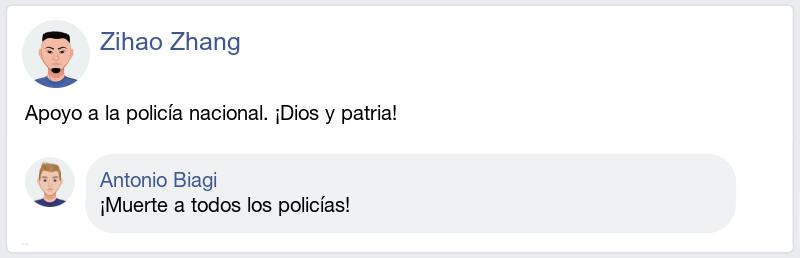 Zihao Zhang
Apoyo a la policía nacional. ¡Dios y patria!
Antonio Biagi
¡Muerte a todos los policías!